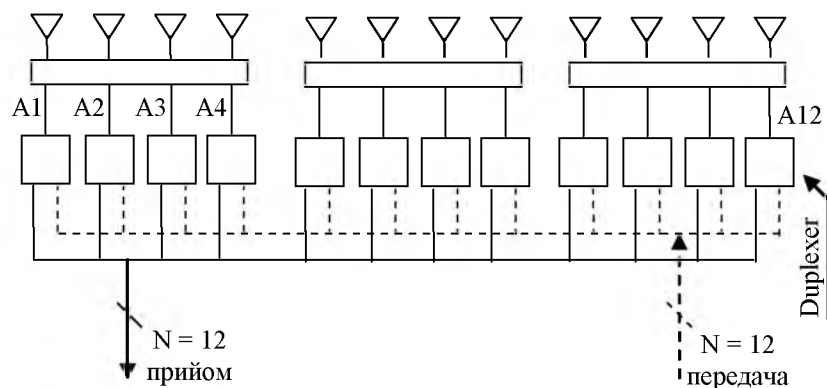 A1 A2 A3 A4
A12
Duplexer
N = 12
прийом
N = 12
передача